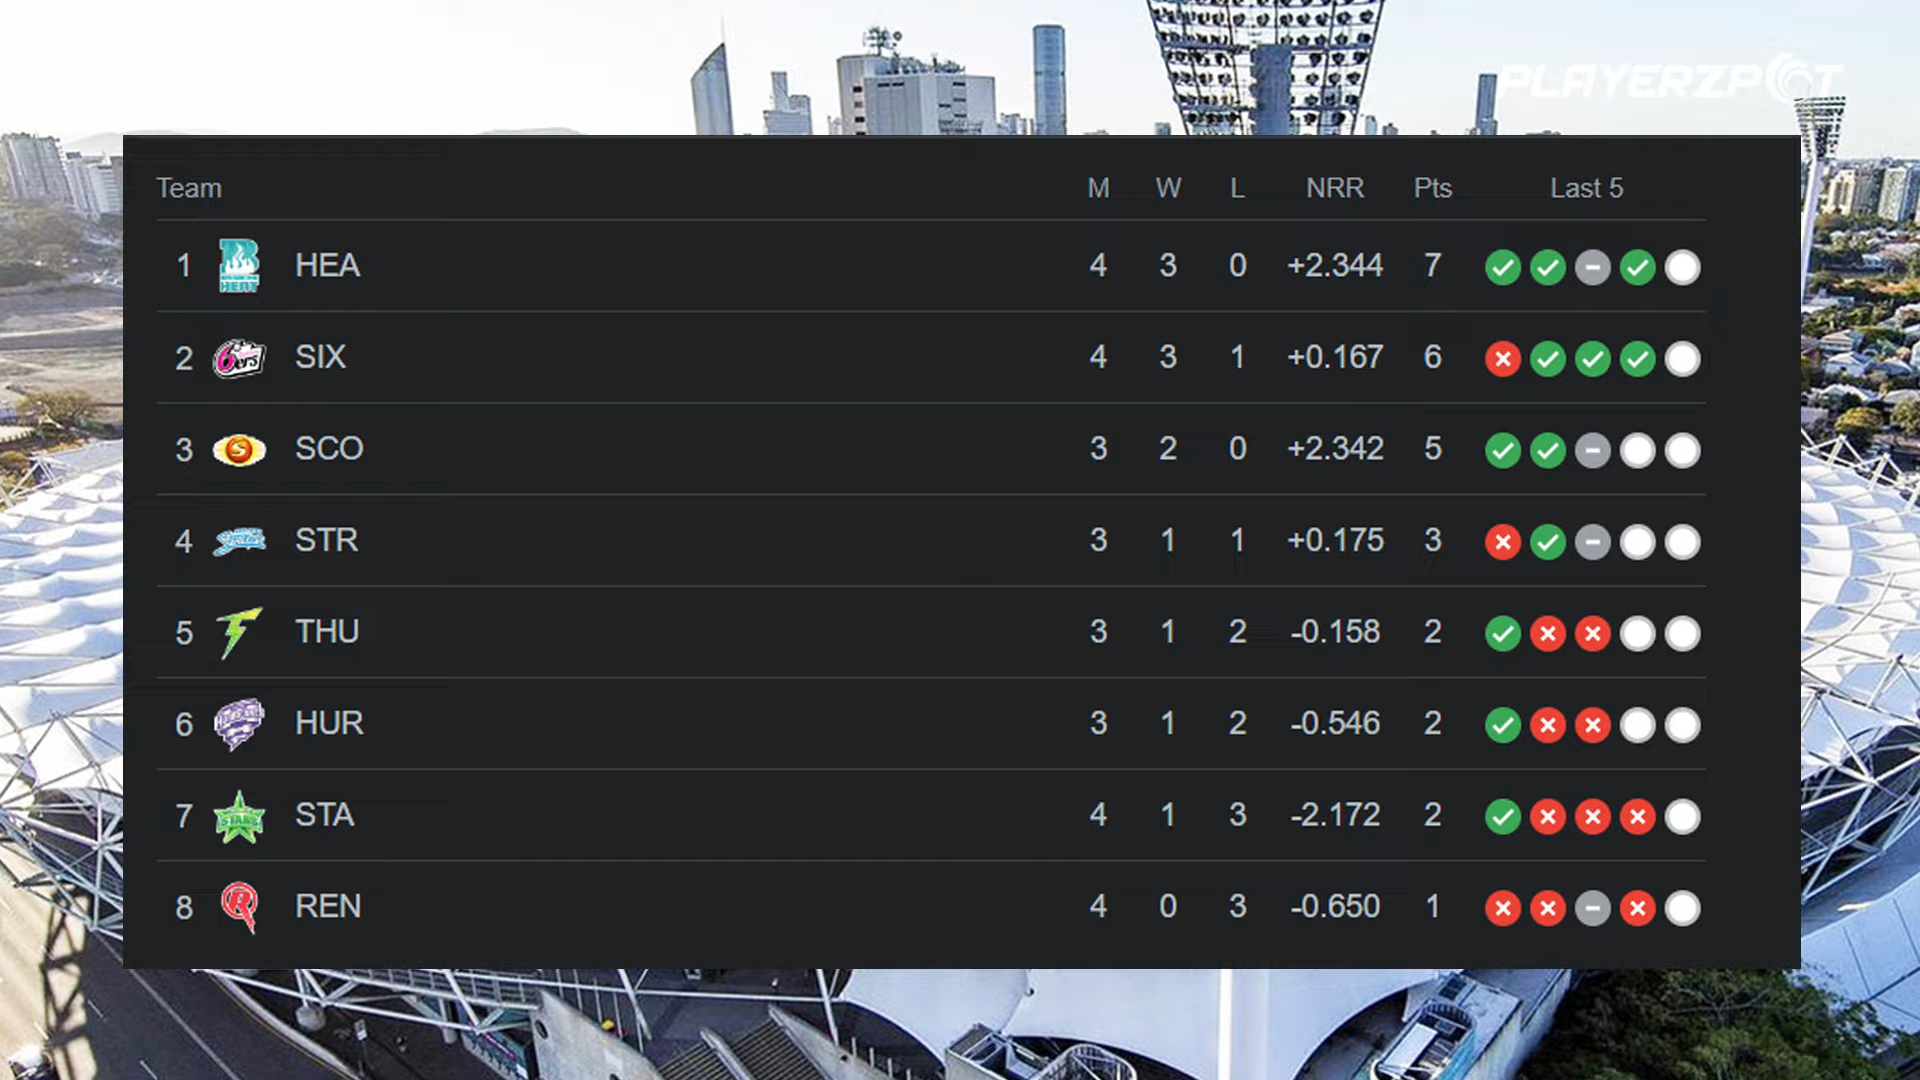 PLAYERZPOT
Team M W L NRR Pts Last 5
1 HEAT HEA 4 3 0 +2.344 7
2 6ers SIX 4 3 1 +0.167 6
3 S SCO 3 2 0 +2.342 5
4 STR 3 1 1 +0.175 3
5 THU 3 1 2 -0.158 2
6 HUR 3 1 2 -0.546 2
7 STARS STA 4 1 3 -2.172 2
8 R REN 4 0 3 -0.650 1